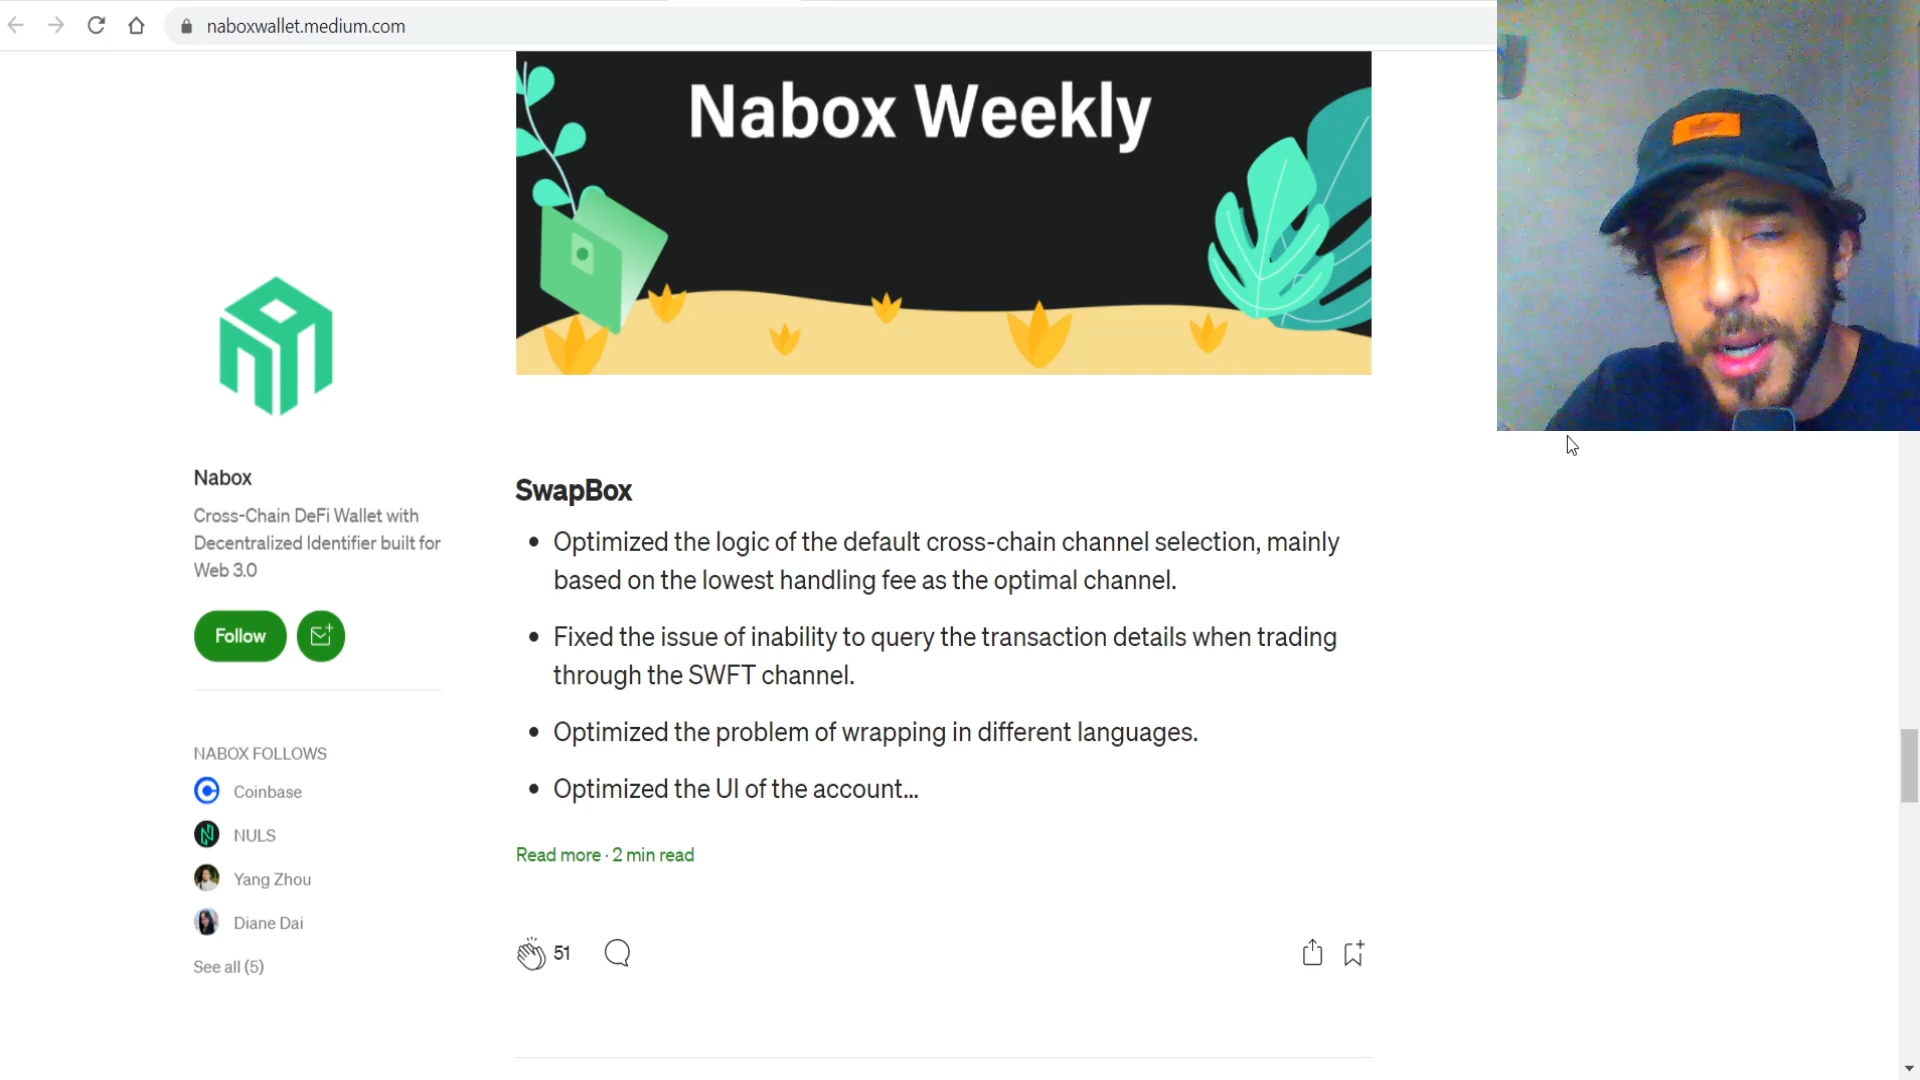 naboxwallet.medium.com
Nabox Weekly
Nabox
Cross-Chain DeFi Wallet with
Decentralized Identifier built for
Web 3.0
Follow
NABOX FOLLOWS
Coinbase
NULS
Yang Zhou
Diane Dai
See all (5)
SwapBox
• Optimized the logic of the default cross-chain channel selection, mainly
based on the lowest handling fee as the optimal channel.
• Fixed the issue of inability to query the transaction details when trading
through the SWFT channel.
• Optimized the problem of wrapping in different languages.
• Optimized the UI of the account...
Read more · 2 min read
51